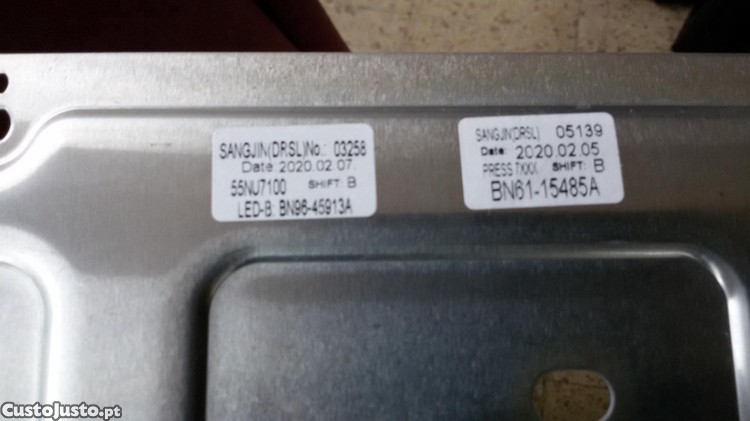 SANGJIN(DRSL)No.: 03258
Date: 2020.02.07.
55NU7100 SHIFT: B
LED-B: BN96-45913A
SANGJIN(DRSL) 05139
Date: 2020.02.05
PRESS 7XXX SHIFT: B
BN61-15485A
CustoJusto.pt